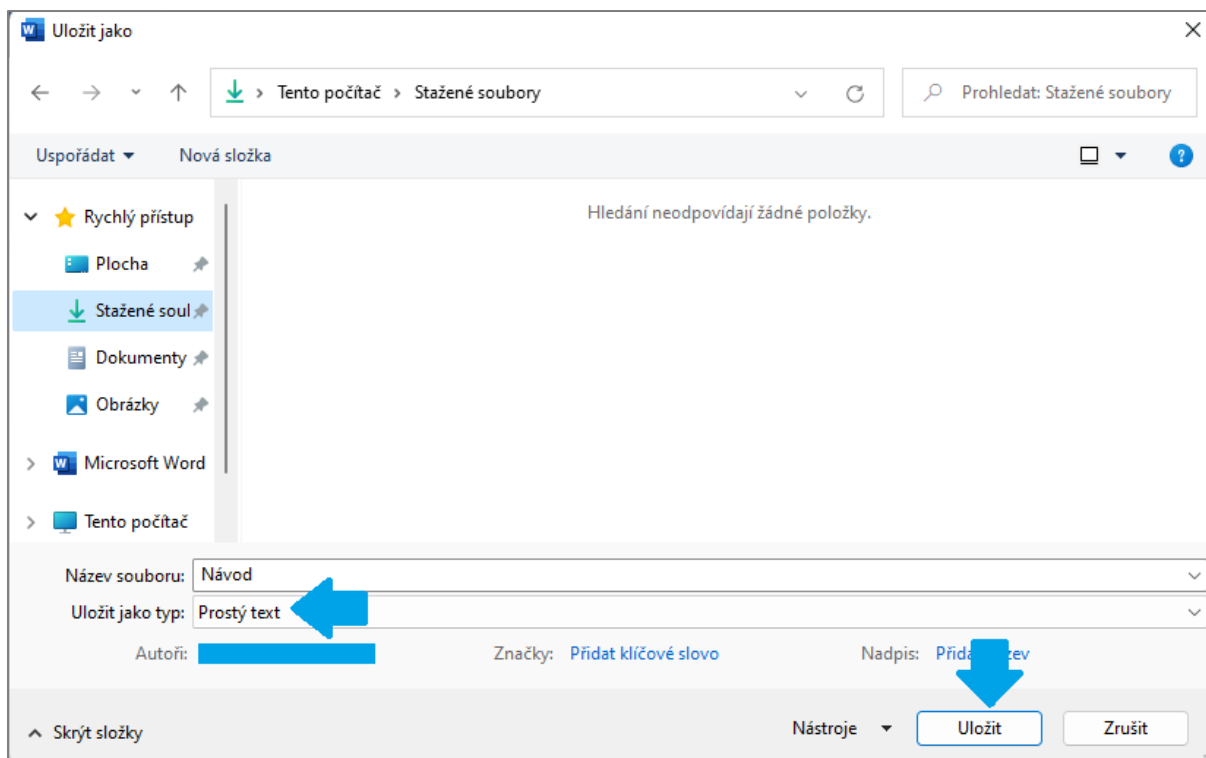 Uložit jako
Tento počítač > Stažené soubory
Prohledat: Stažené soubory
Uspořádat
Nová složka
Rychlý přístup
Hledání neodpovídají žádné položky.
Plocha
Stažené soul
Dokumenty
Obrázky
Microsoft Word
Tento počítač
Název souboru: Návod
Uložit jako typ: Prostý text
Autoři:
Značky: Přidat klíčové slovo
Nadpis:
Skrýt složky
Nástroje
Uložit
Zrušit